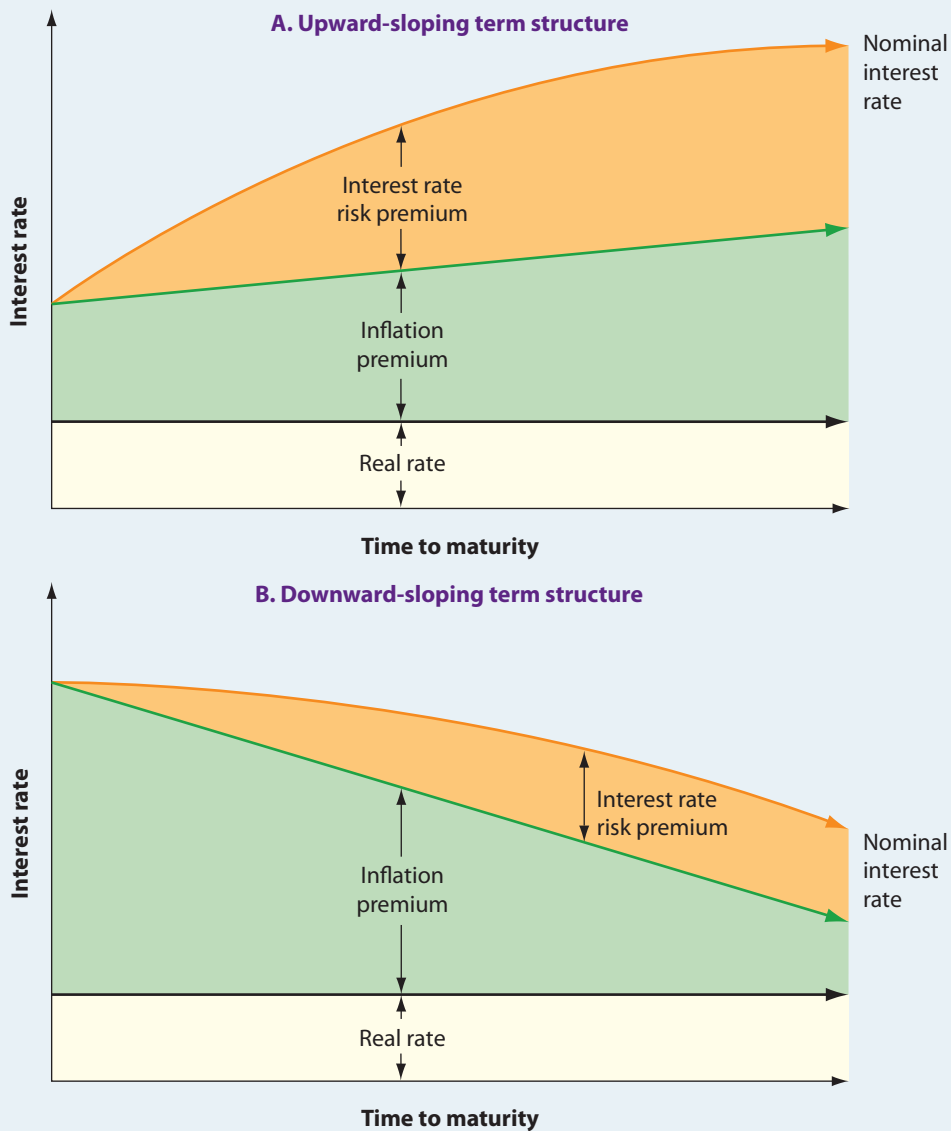 A. Upward-sloping term structure
Nominal
interest
rate
Interest rate
risk premium
Inflation
premium
Real rate
Interest rate
Time to maturity
B. Downward-sloping term structure
Interest rate
risk premium
Nominal
interest
rate
Inflation
premium
Real rate
Interest rate
Time to maturity